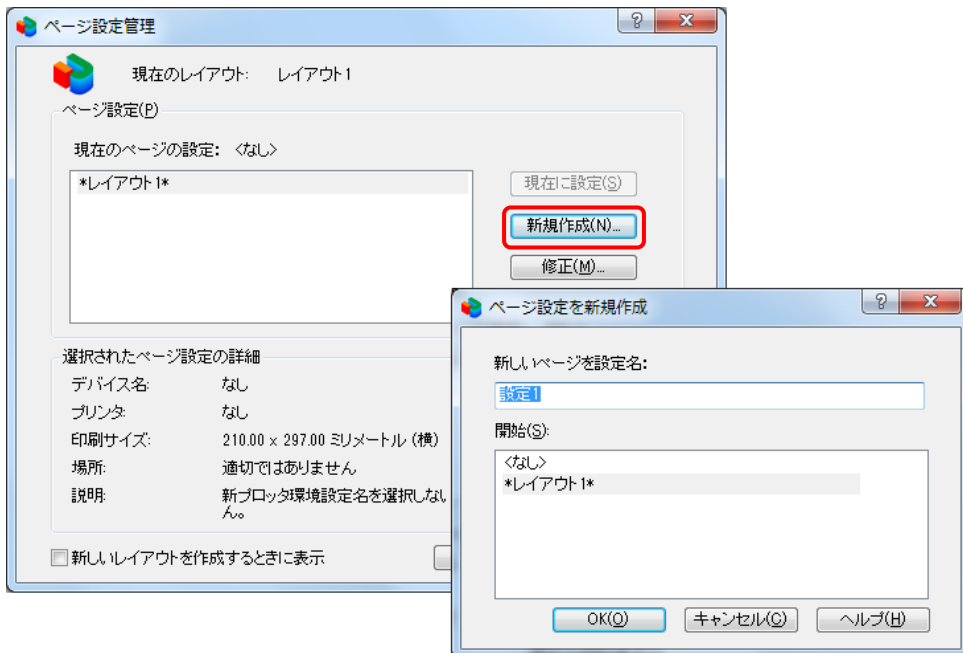 ページ設定管理
現在のレイアウト: レイアウト1
ページ設定(P)
現在のページの設定: <なし>
*レイアウト1*
現在に設定(S)
新規作成(N)...
修正(M)...
選択されたページ設定の詳細
デバイス名: なし
プリンタ: なし
印刷サイズ: 210.00 x 297.00 ミリメートル (横)
場所: 適切ではありません
説明: 新プロッタ環境設定名を選択しな
ん。
新しいレイアウトを作成するときに表示
ページ設定を新規作成
新しいページを設定名:
設定1
開始(S):
<なし>
*レイアウト1*
OK(O)
キャンセル(C)
ヘルプ(H)